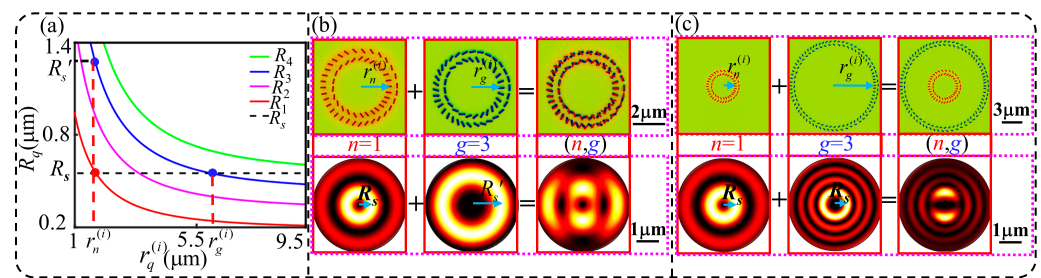 (a)
1.4
R_s′
0.8
R_s
0.2
R_q(μm)
R_4
R_3
R_2
R_1
R_s
1 r_n^(i) 5.5 r_g^(i) 9.5
r_q^(i)(μm)
(b)
r_n^(i) + r_g^(i) =
2μm
n=1 g=3 (n,g)
R_s + R_s′ =
1μm
(c)
r_n^(i) + r_g^(i) =
3μm
n=1 g=3 (n,g)
R_s + R_s =
1μm